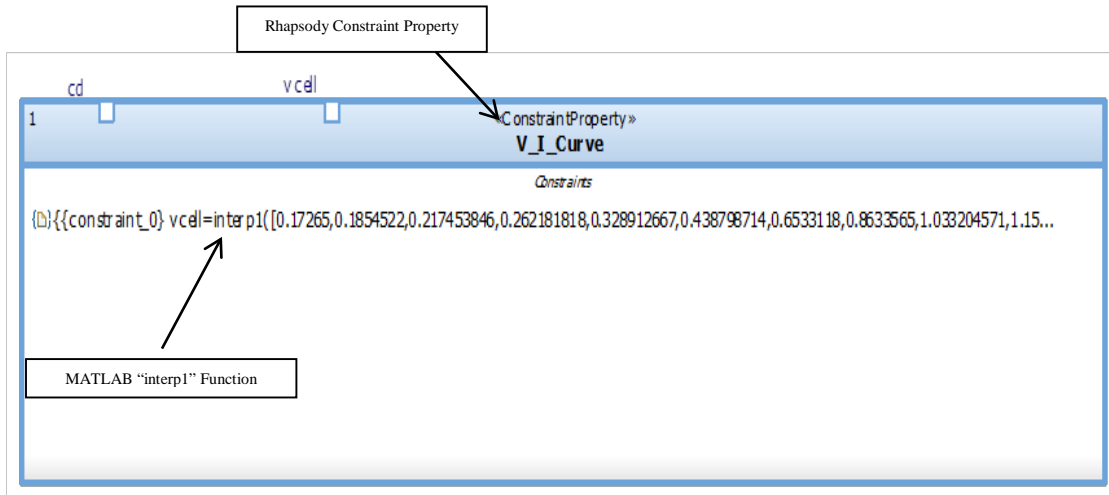 Rhapsody Constraint Property
cd vcell
1 «ConstraintProperty»
V_I_Curve
Constraints
{{{constraint_0} vcell=interp1([0.17265,0.1854522,0.217453846,0.262181818,0.328912667,0.438798714,0.6533118,0.8633565,1.033204571,1.15...
MATLAB “interp1” Function